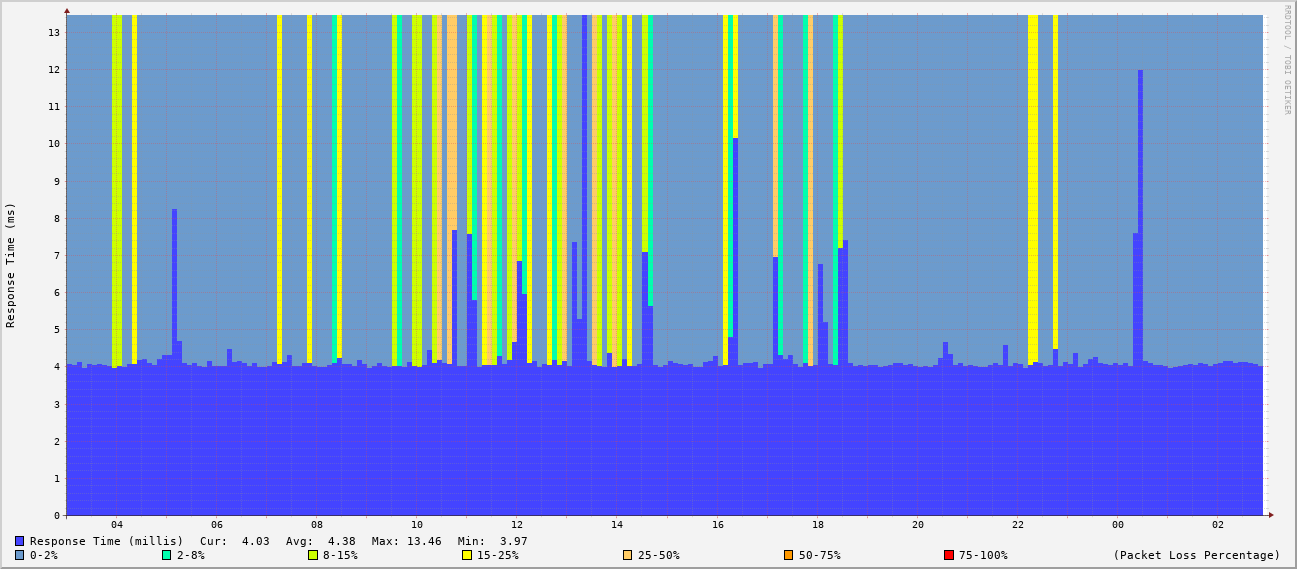 RRDTOOL / TOBI OETIKER
Response Time (ms)
13
12
11
10
9
8
7
6
5
4
3
2
1
0
04 06 08 10 12 14 16 18 20 22 00 02
Response Time (millis) Cur: 4.03 Avg: 4.38 Max: 13.46 Min: 3.97
0-2% 2-8% 8-15% 15-25% 25-50% 50-75% 75-100% (Packet Loss Percentage)